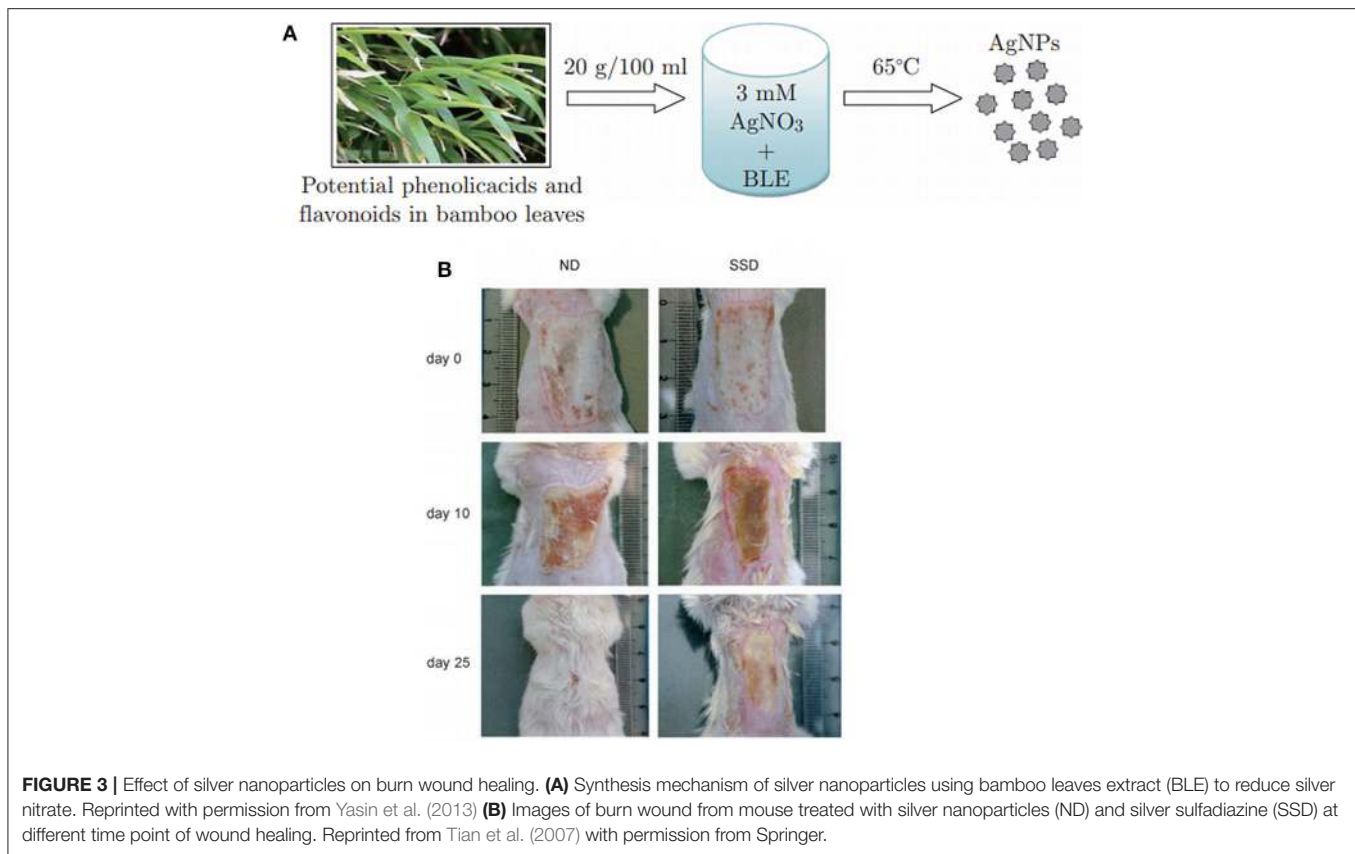 A
20 g/100 ml
65°C
AgNPs
3 mM
AgNO₃
+
BLE
Potential phenolicacids and
flavonoids in bamboo leaves
B
ND SSD
day 0
day 10
day 25
FIGURE 3 | Effect of silver nanoparticles on burn wound healing. (A) Synthesis mechanism of silver nanoparticles using bamboo leaves extract (BLE) to reduce silver
nitrate. Reprinted with permission from Yasin et al. (2013) (B) Images of burn wound from mouse treated with silver nanoparticles (ND) and silver sulfadiazine (SSD) at
different time point of wound healing. Reprinted from Tian et al. (2007) with permission from Springer.